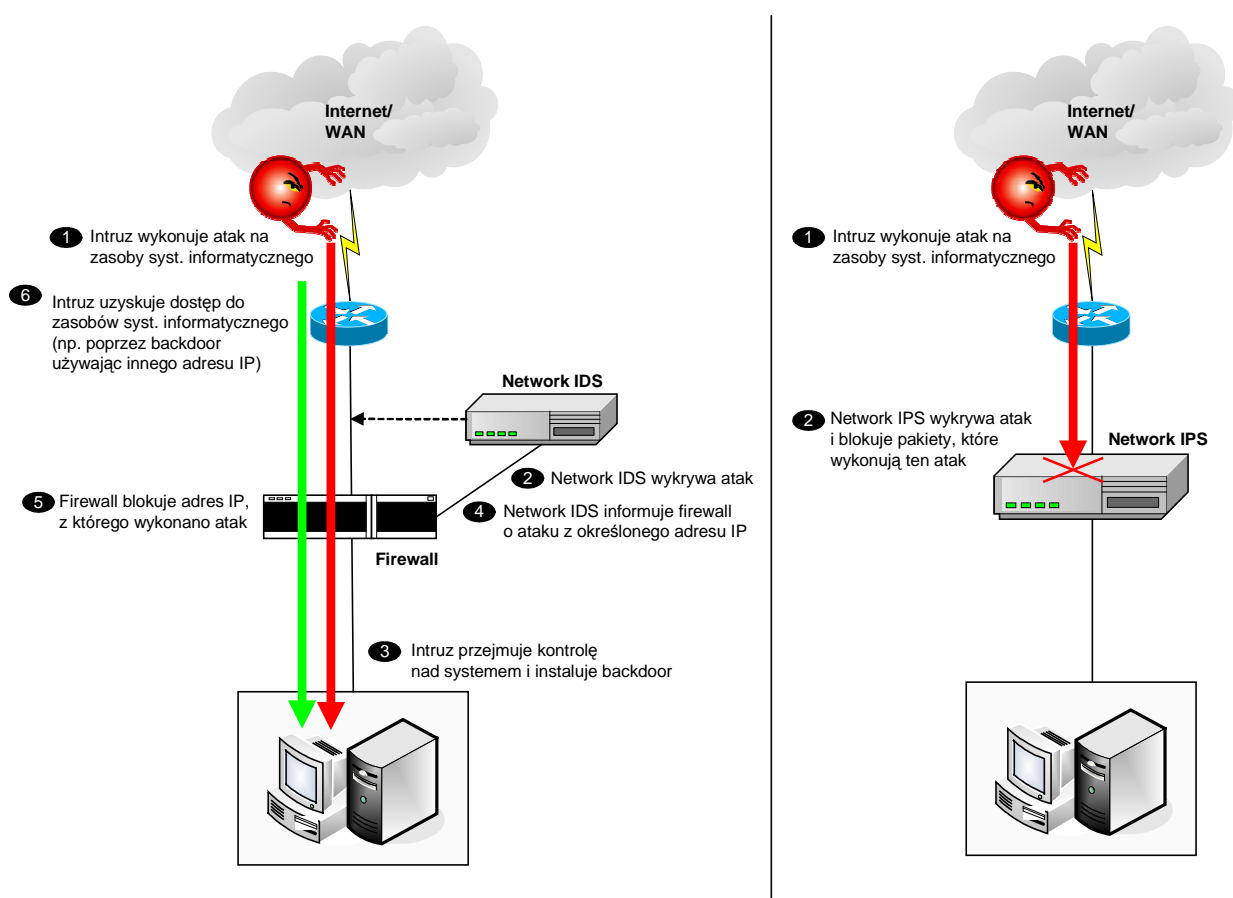 Internet/
WAN
1 Intruz wykonuje atak na
zasoby syst. informatycznego
6 Intruz uzyskuje dostęp do
zasobów syst. informatycznego
(np. poprzez backdoor
używając innego adresu IP)
Network IDS
2 Network IDS wykrywa atak
5 Firewall blokuje adres IP,
z którego wykonano atak
4 Network IDS informuje firewall
o ataku z określonego adresu IP
Firewall
3 Intruz przejmuje kontrolę
nad systemem i instaluje backdoor
Internet/
WAN
1 Intruz wykonuje atak na
zasoby syst. informatycznego
2 Network IPS wykrywa atak
i blokuje pakiety, które
wykonują ten atak
Network IPS